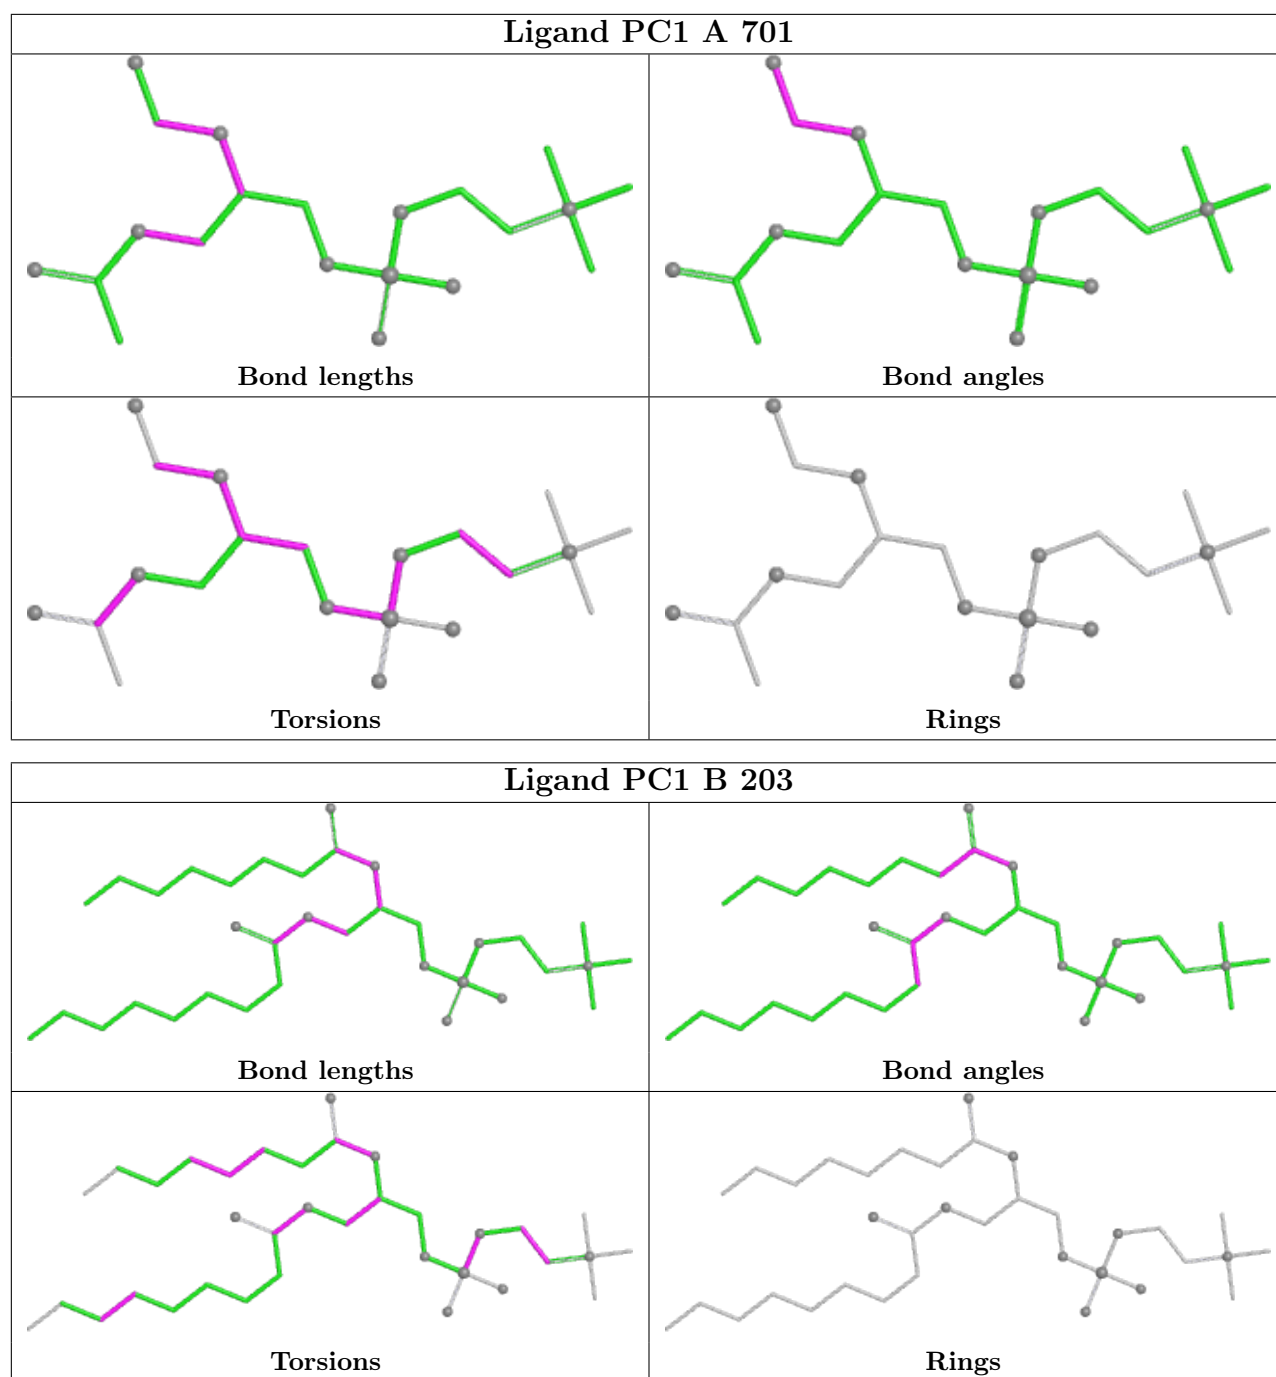 Ligand PC1 A 701
Bond lengths
Bond angles
Torsions
Rings
Ligand PC1 B 203
Bond lengths
Bond angles
Torsions
Rings